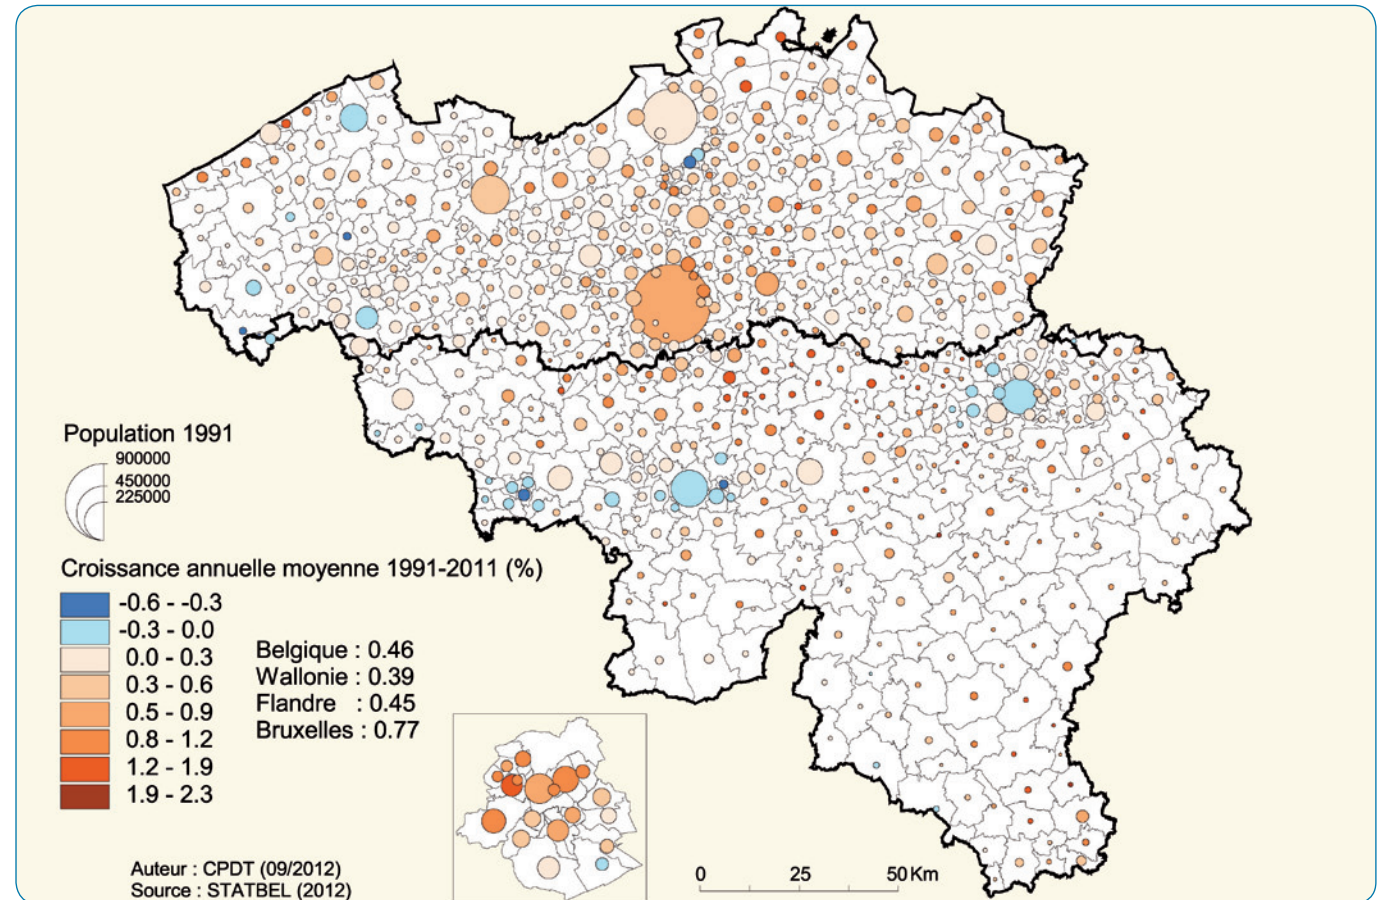 Population 1991
900000
450000
225000
Croissance annuelle moyenne 1991-2011 (%)
-0.6 - -0.3
-0.3 - 0.0
0.0 - 0.3
0.3 - 0.6
0.5 - 0.9
0.8 - 1.2
1.2 - 1.9
1.9 - 2.3
Belgique : 0.46
Wallonie : 0.39
Flandre : 0.45
Bruxelles : 0.77
Auteur : CPDT (09/2012)
Source : STATBEL (2012)
0 25 50 Km